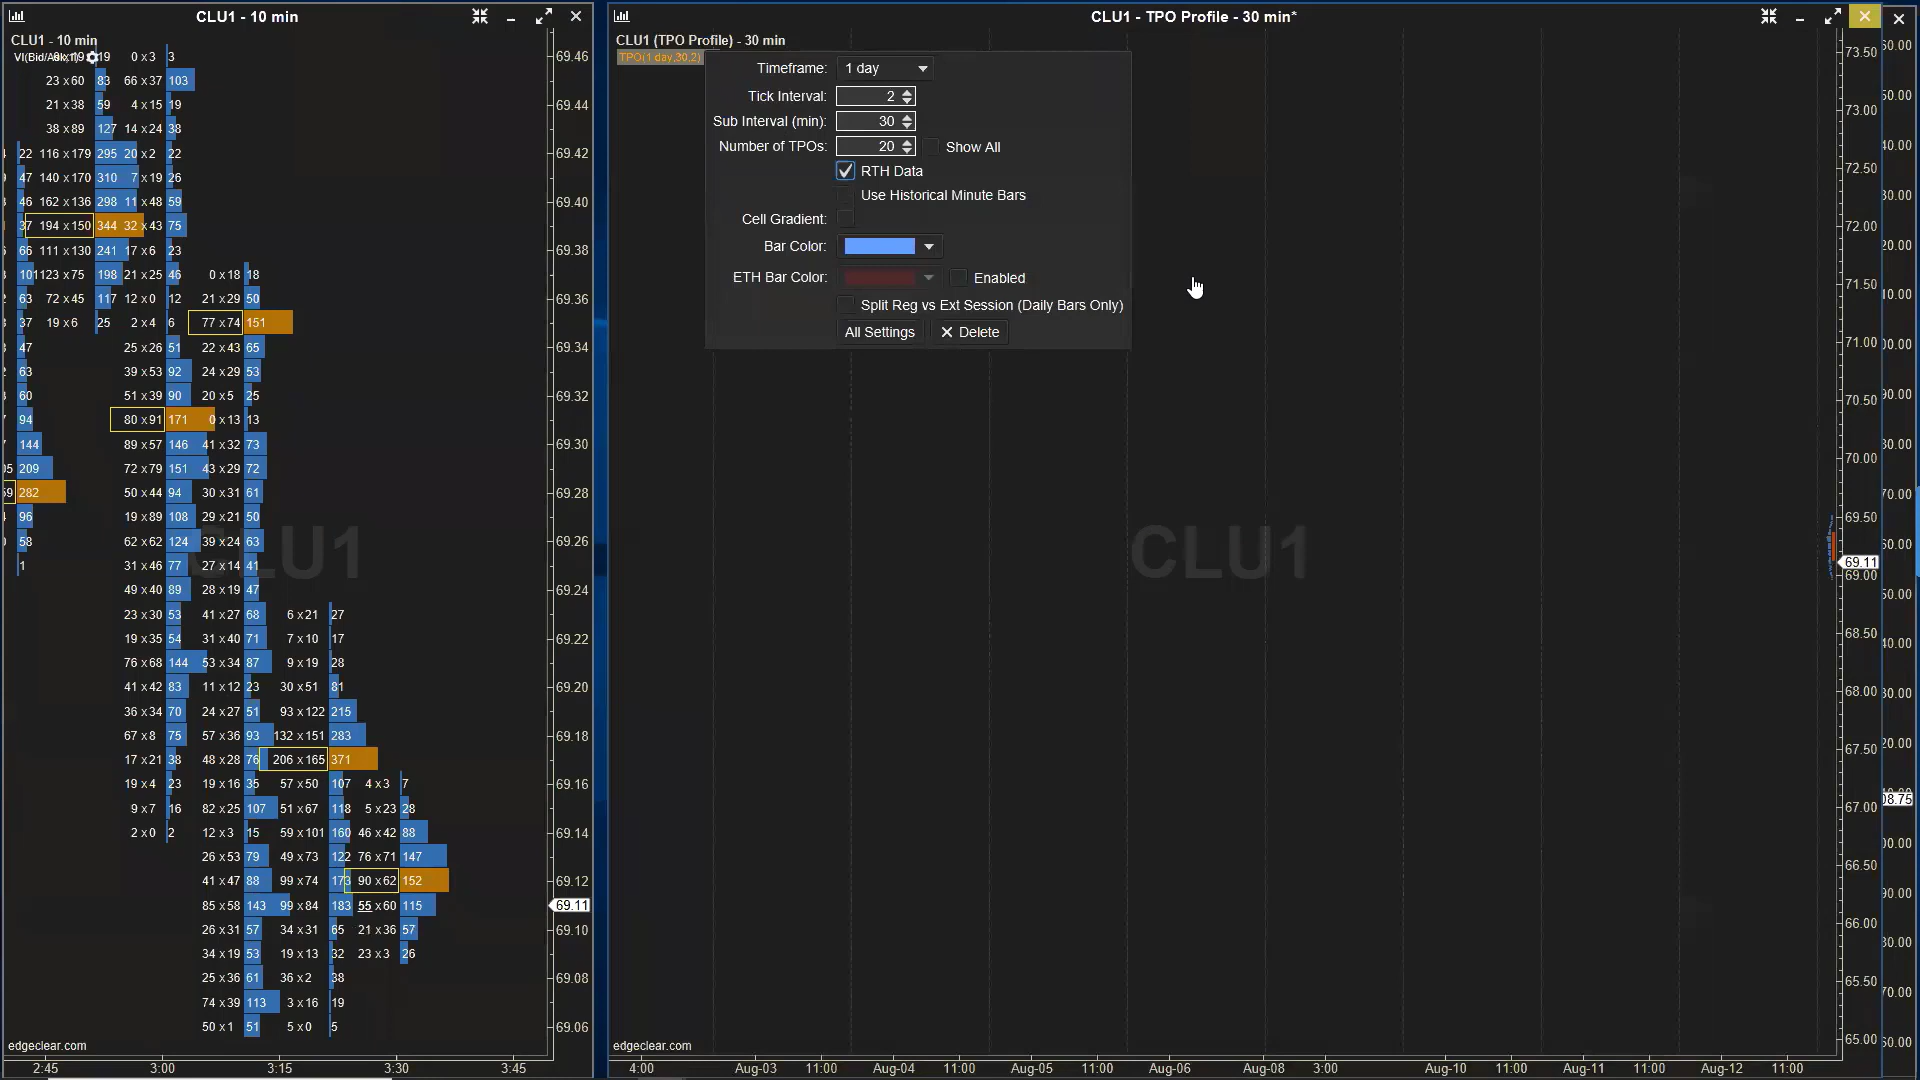 CLU1 - 10 min
CLU1 - 10 min
0 x 3 3
23 x 60 83 66 x 37 103
21 x 38 59 4 x 15 19
38 x 89 127 14 x 24 38
22 116 x 179 295 20 x 2 22
47 140 x 170 310 7 x 19 26
46 162 x 136 298 11 x 48 59
37 194 x 150 344 32 x 43 75
66 111 x 130 241 17 x 6 23
101 123 x 75 198 21 x 25 46 0 x 18 18
63 72 x 45 117 12 x 0 12 21 x 29 50
37 19 x 6 25 2 x 4 6 77 x 74 151
47 25 x 26 51 22 x 43 65
63 39 x 53 92 24 x 29 53
60 51 x 39 90 20 x 5 25
94 80 x 91 171 0 x 13 13
144 89 x 57 146 41 x 32 73
209 72 x 79 151 43 x 29 72
282 50 x 44 94 30 x 31 61
96 19 x 89 108 29 x 21 50
58 62 x 62 124 39 x 24 63
1 31 x 46 77 27 x 14 41
49 x 40 89 28 x 19 47
23 x 30 53 41 x 27 68 6 x 21 27
19 x 35 54 31 x 40 71 7 x 10 17
76 x 68 144 53 x 34 87 9 x 19 28
41 x 42 83 11 x 12 23 30 x 51 81
36 x 34 70 24 x 27 51 93 x 122 215
67 x 8 75 57 x 36 93 132 x 151 283
17 x 21 38 48 x 28 76 206 x 165 371
19 x 4 23 19 x 16 35 57 x 50 107 4 x 3 7
9 x 7 16 82 x 25 107 51 x 67 118 5 x 23 28
2 x 0 2 12 x 3 15 59 x 101 160 46 x 42 88
26 x 53 79 49 x 73 122 76 x 71 147
41 x 47 88 99 x 74 173 90 x 62 152
85 x 58 143 99 x 84 183 55 x 60 115
26 x 31 57 34 x 31 65 21 x 36 57
34 x 19 53 19 x 13 32 23 x 3 26
25 x 36 61 36 x 2 38
74 x 39 113 3 x 16 19
50 x 1 51 5 x 0 5
CLU1
69.46
69.44
69.42
69.40
69.38
69.36
69.34
69.32
69.30
69.28
69.26
69.24
69.22
69.20
69.18
69.16
69.14
69.12
69.11
69.10
69.08
69.06
edgeclear.com
2:45 3:00 3:15 3:30 3:45
CLU1 - TPO Profile - 30 min*
CLU1 (TPO Profile) - 30 min
TPO(1 day,30,2)
Timeframe: 1 day
Tick Interval: 2
Sub Interval (min): 30
Number of TPOs: 20 Show All
RTH Data
Use Historical Minute Bars
Cell Gradient:
Bar Color:
ETH Bar Color: Enabled
Split Reg vs Ext Session (Daily Bars Only)
All Settings Delete
CLU1
73.50
73.00
72.50
72.00
71.50
71.00
70.50
70.00
69.50
69.11
69.00
68.50
68.00
67.50
67.00
66.50
66.00
65.50
65.00
edgeclear.com
4:00 Aug-03 11:00 Aug-04 11:00 Aug-05 11:00 Aug-06 Aug-08 3:00 Aug-10 11:00 Aug-11 11:00 Aug-12 11:00